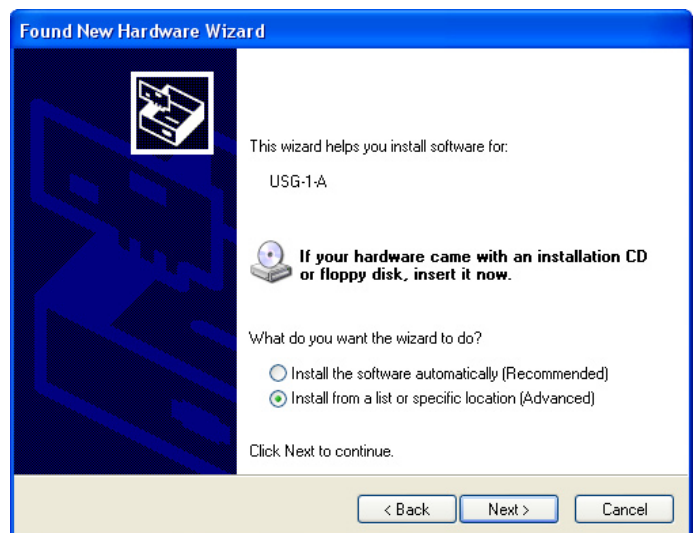 Found New Hardware Wizard
This wizard helps you install software for:
USG-1-A
If your hardware came with an installation CD
or floppy disk, insert it now.
What do you want the wizard to do?
Install the software automatically (Recommended)
Install from a list or specific location (Advanced)
Click Next to continue.
< Back Next > Cancel